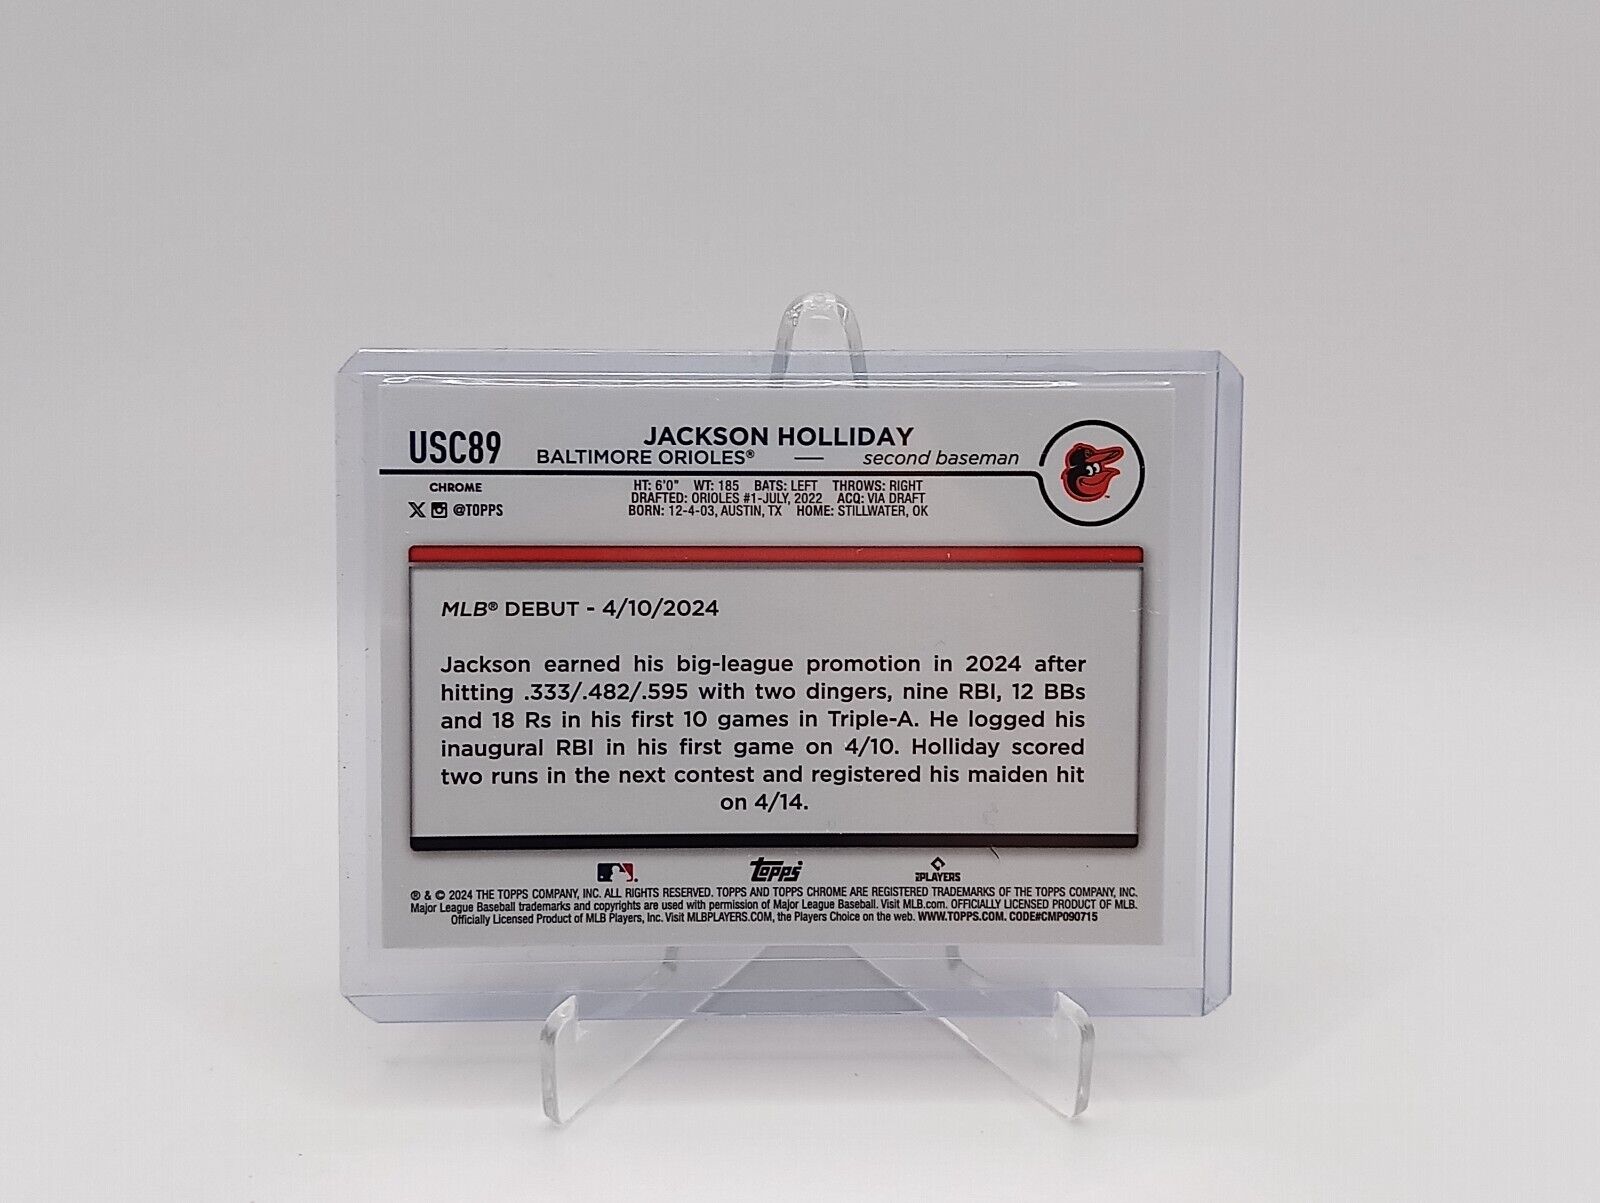 USC89
JACKSON HOLLIDAY
BALTIMORE ORIOLES® — second baseman
CHROME
@TOPPS
HT: 6'0" WT: 185 BATS: LEFT THROWS: RIGHT
DRAFTED: ORIOLES #1-JULY, 2022 ACQ: VIA DRAFT
BORN: 12-4-03, AUSTIN, TX HOME: STILLWATER, OK
MLB® DEBUT - 4/10/2024
Jackson earned his big-league promotion in 2024 after
hitting .333/.482/.595 with two dingers, nine RBI, 12 BBs
and 18 Rs in his first 10 games in Triple-A. He logged his
inaugural RBI in his first game on 4/10. Holliday scored
two runs in the next contest and registered his maiden hit
on 4/14.
Topps
PLAYERS
® & © 2024 THE TOPPS COMPANY, INC. ALL RIGHTS RESERVED. TOPPS AND TOPPS CHROME ARE REGISTERED TRADEMARKS OF THE TOPPS COMPANY, INC.
Major League Baseball trademarks and copyrights are used with permission of Major League Baseball. Visit MLB.com. OFFICIALLY LICENSED PRODUCT OF MLB.
Officially Licensed Product of MLB Players, Inc. Visit MLBPLAYERS.COM, the Players Choice on the web. WWW.TOPPS.COM. CODE#CMP090715